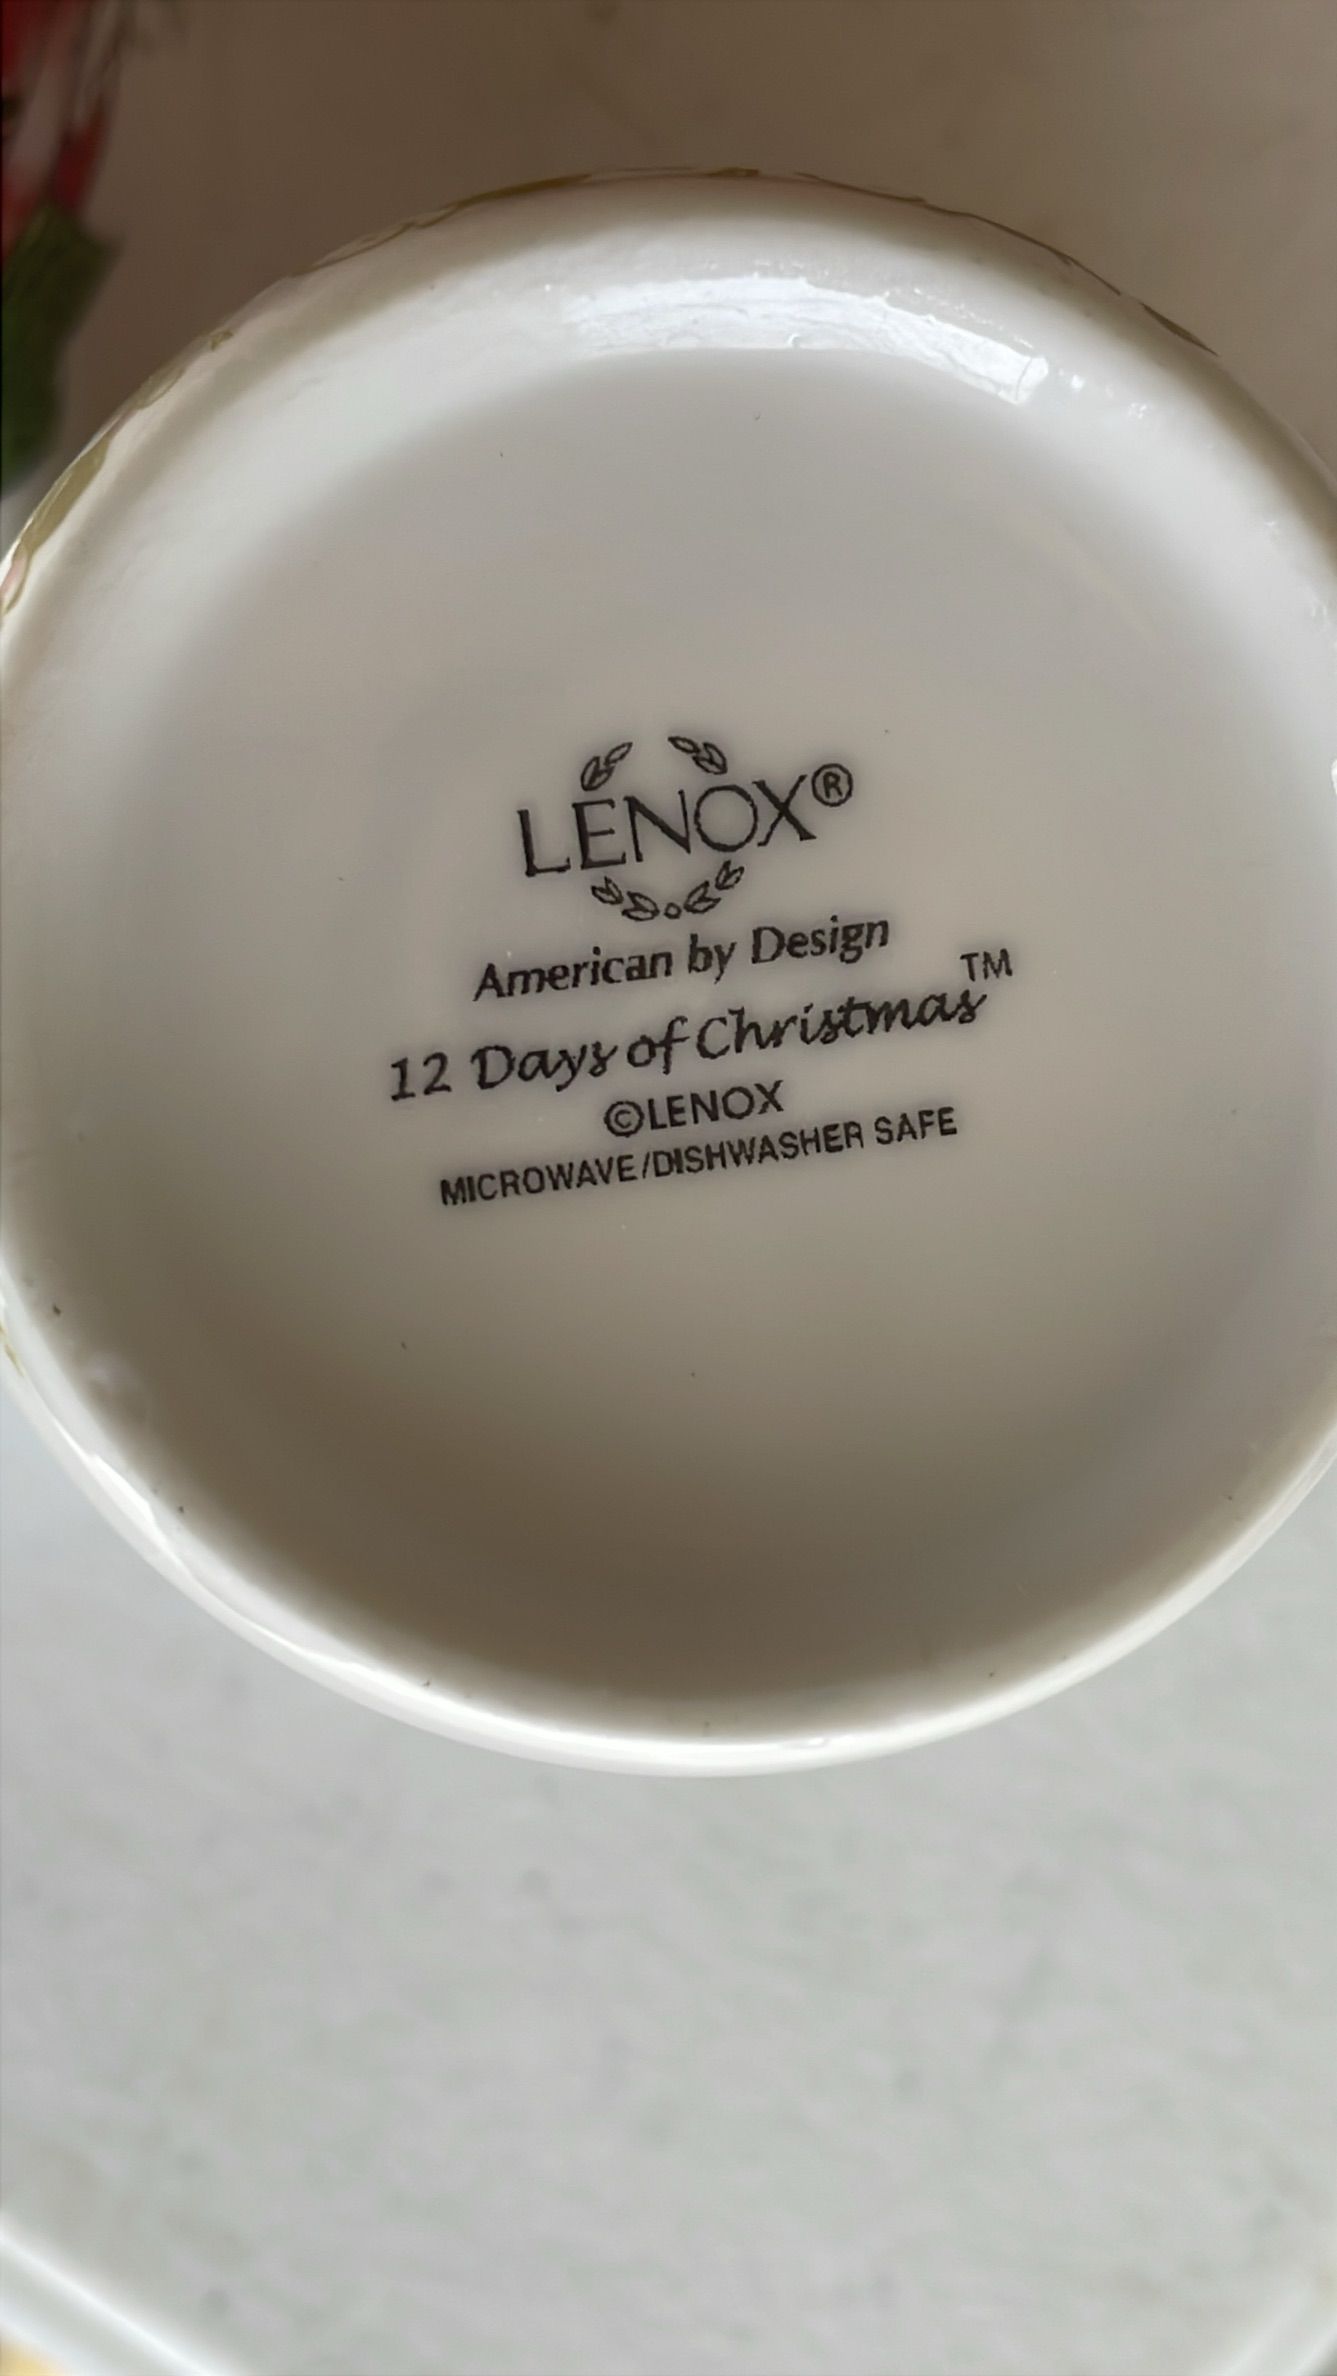 LENOX®
American by Design
12 Days of Christmas™
©LENOX
MICROWAVE/DISHWASHER SAFE